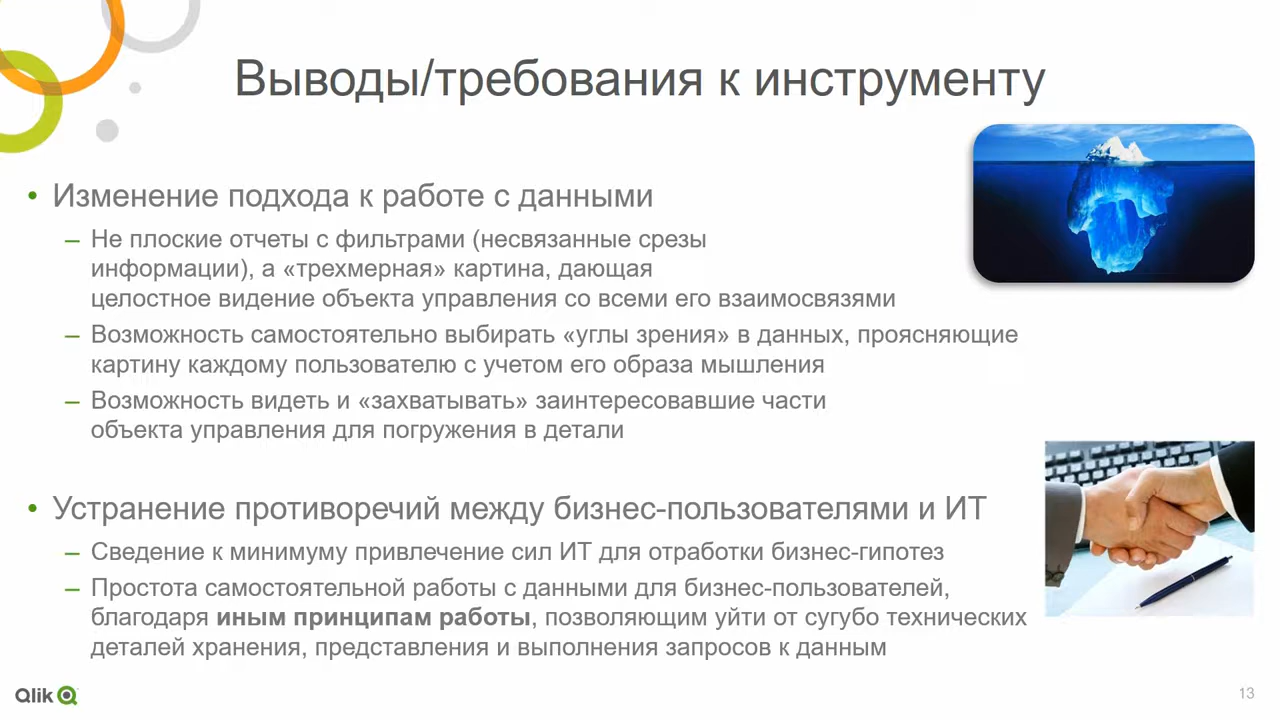 Выводы/требования к инструменту
• Изменение подхода к работе с данными
– Не плоские отчеты с фильтрами (несвязанные срезы
информации), а «трехмерная» картина, дающая
целостное видение объекта управления со всеми его взаимосвязями
– Возможность самостоятельно выбирать «углы зрения» в данных, проясняющие
картину каждому пользователю с учетом его образа мышления
– Возможность видеть и «захватывать» заинтересовавшие части
объекта управления для погружения в детали
• Устранение противоречий между бизнес-пользователями и ИТ
– Сведение к минимуму привлечение сил ИТ для отработки бизнес-гипотез
– Простота самостоятельной работы с данными для бизнес-пользователей,
благодаря иным принципам работы, позволяющим уйти от сугубо технических
деталей хранения, представления и выполнения запросов к данным
Qlik
13